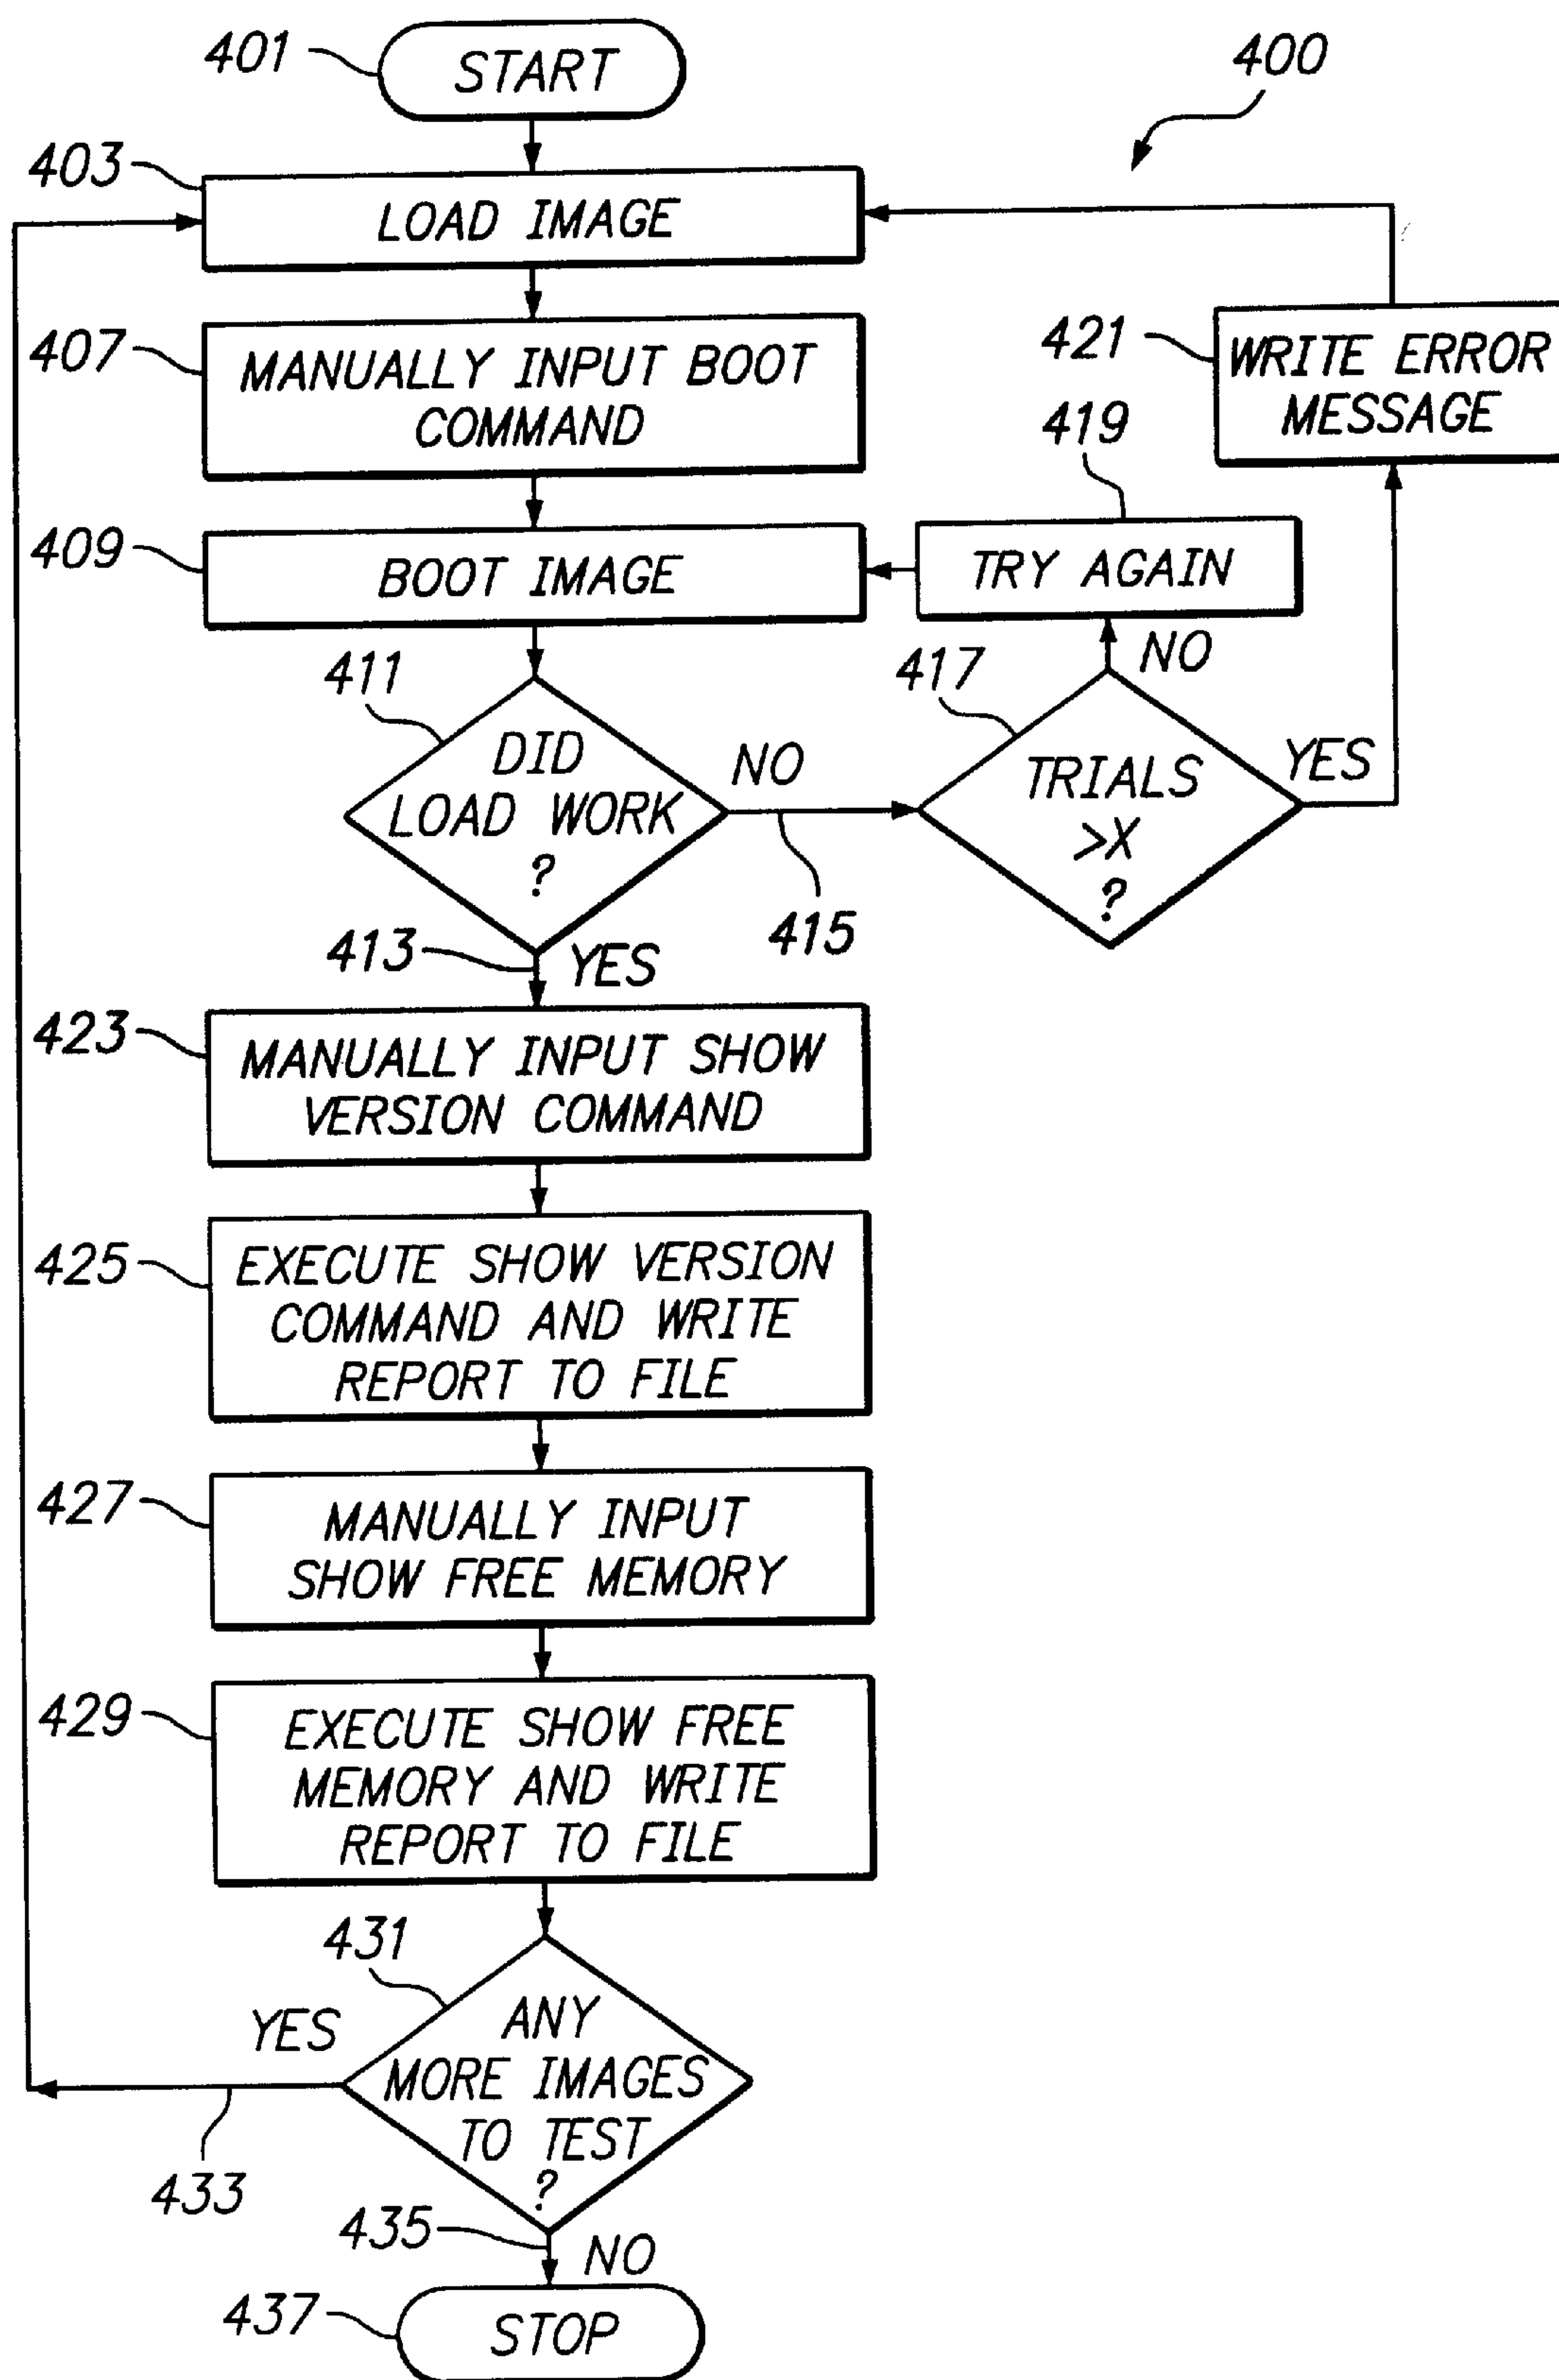 401
START
400
403
LOAD IMAGE
407
MANUALLY INPUT BOOT
COMMAND
421
WRITE ERROR
MESSAGE
419
409
BOOT IMAGE
TRY AGAIN
411
DID
LOAD WORK
?
NO
415
417
NO
TRIALS
>X
?
YES
413
YES
423
MANUALLY INPUT SHOW
VERSION COMMAND
425
EXECUTE SHOW VERSION
COMMAND AND WRITE
REPORT TO FILE
427
MANUALLY INPUT
SHOW FREE MEMORY
429
EXECUTE SHOW FREE
MEMORY AND WRITE
REPORT TO FILE
431
ANY
MORE IMAGES
TO TEST
?
YES
433
435
NO
437
STOP